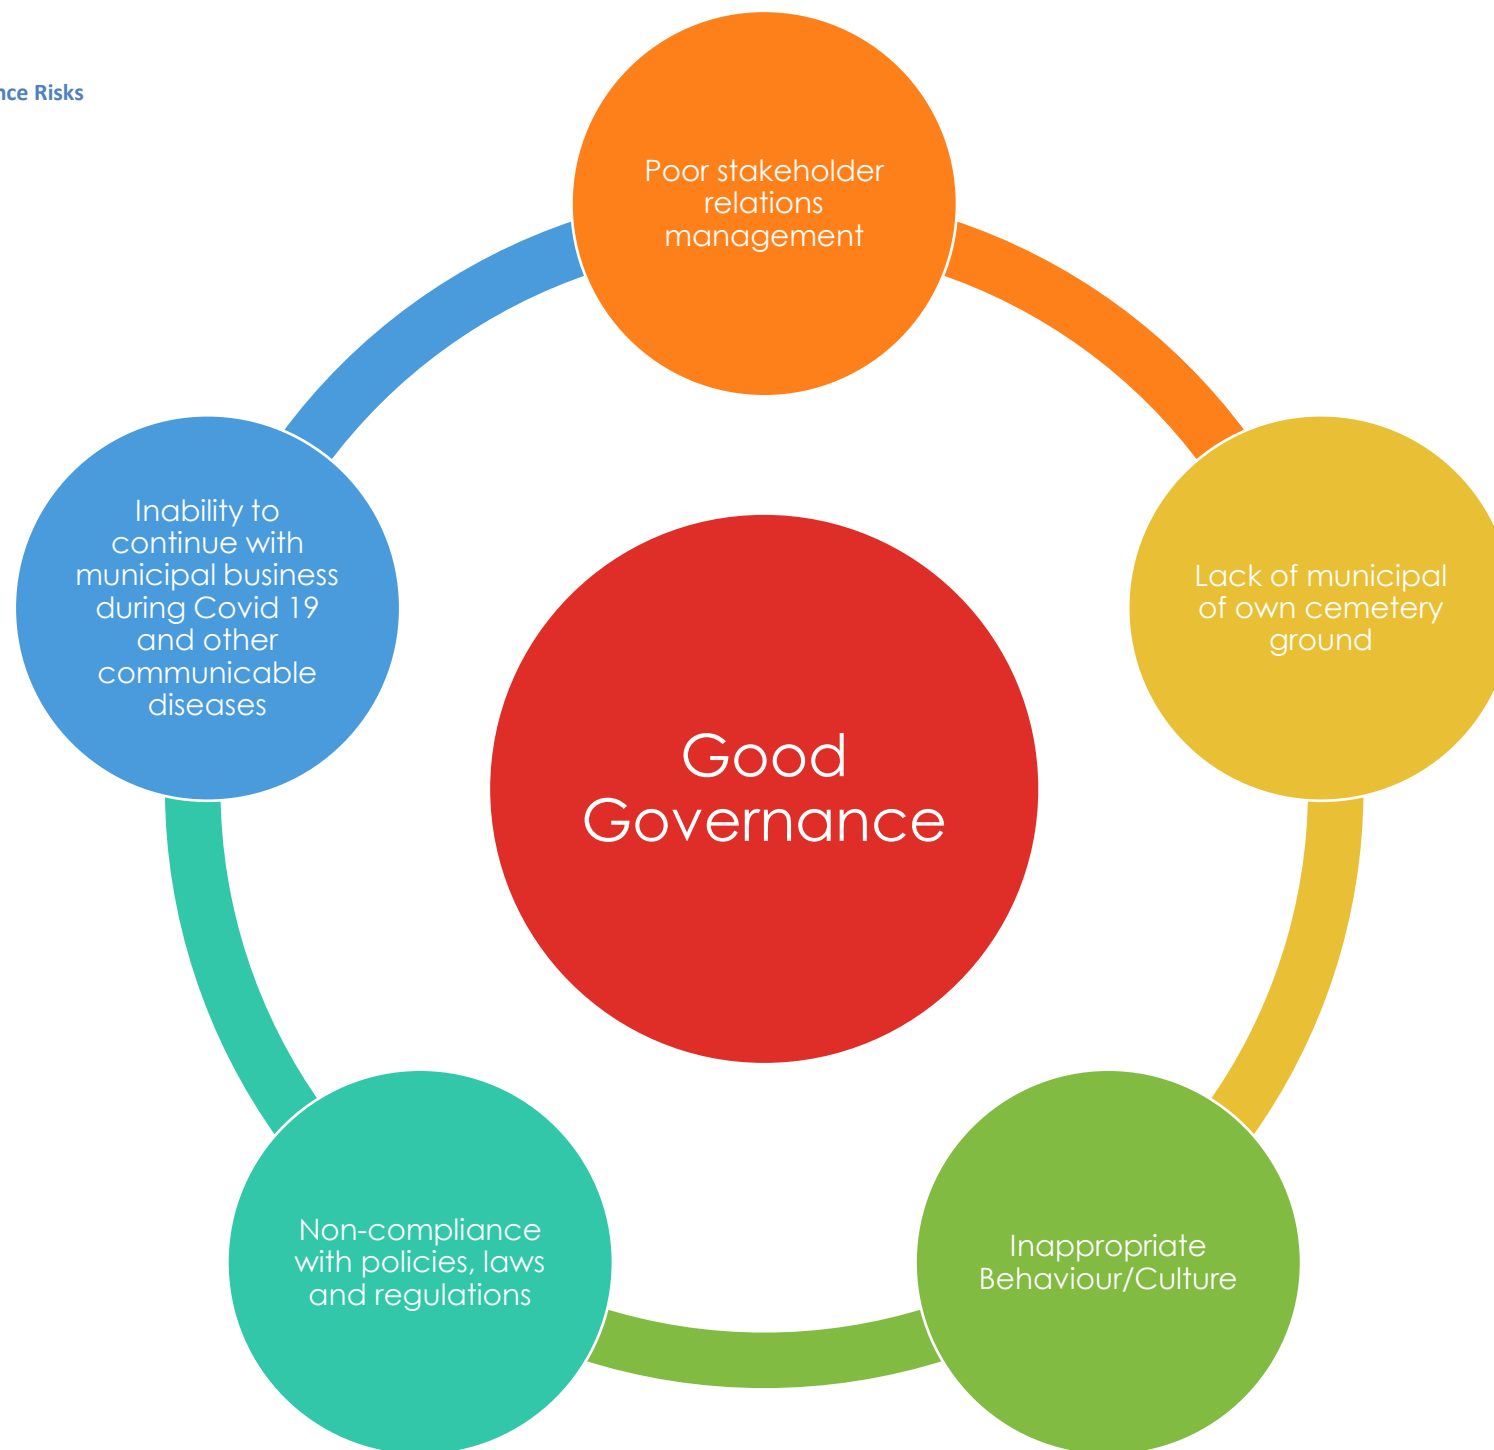 nce Risks
Poor stakeholder
relations
management
Lack of municipal
of own cemetery
ground
Inappropriate
Behaviour/Culture
Non-compliance
with policies, laws
and regulations
Inability to
continue with
municipal business
during Covid 19
and other
communicable
diseases
Good
Governance